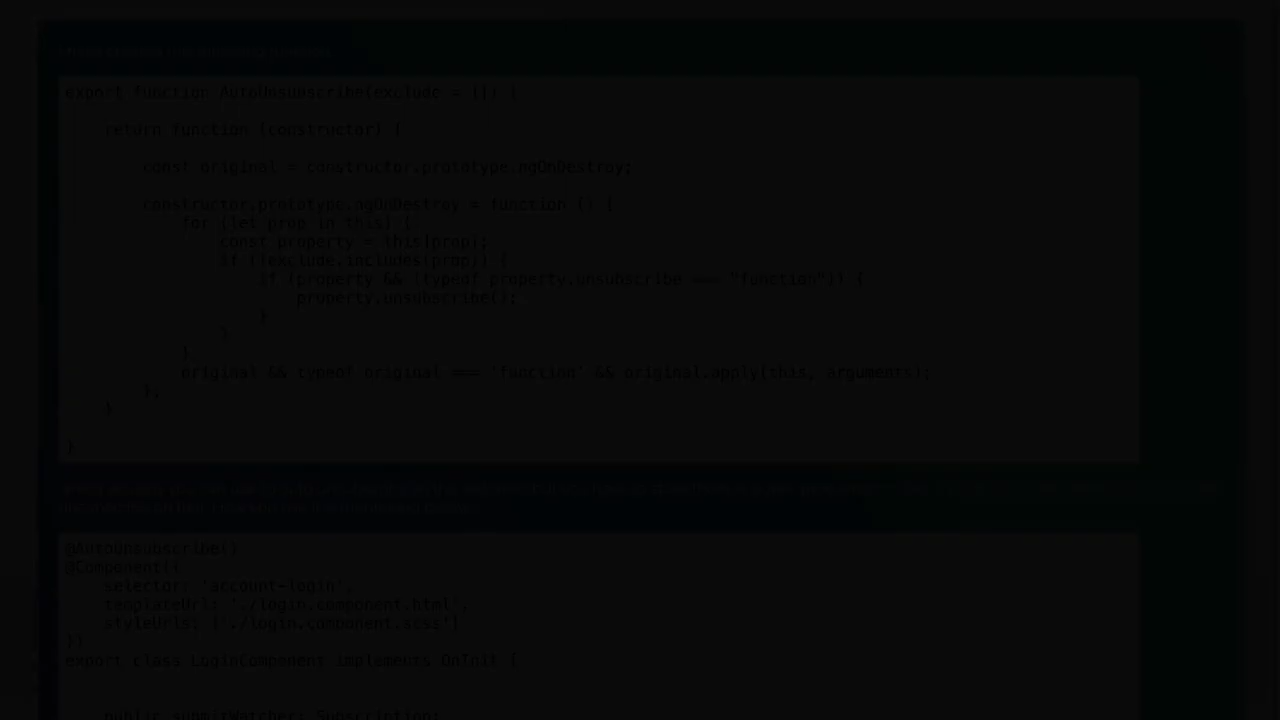 export function AutoUnsubscribe(exclude = []) {
return function (constructor) {
const original = constructor.prototype.ngOnDestroy;
constructor.prototype.ngOnDestroy = function () {
for (let prop in this) {
const property = this[prop];
if (!exclude.includes(prop)) {
if (property && (typeof property.unsubscribe === "function")) {
property.unsubscribe();
}
}
}
original && typeof original === 'function' && original.apply(this, arguments);
};
}
}
@AutoUnsubscribe()
@Component({
selector: 'account-login',
templateUrl: './login.component.html',
styleUrls: ['./login.component.scss']
})
export class LoginComponent implements OnInit {
public submitWatcher: Subscription;